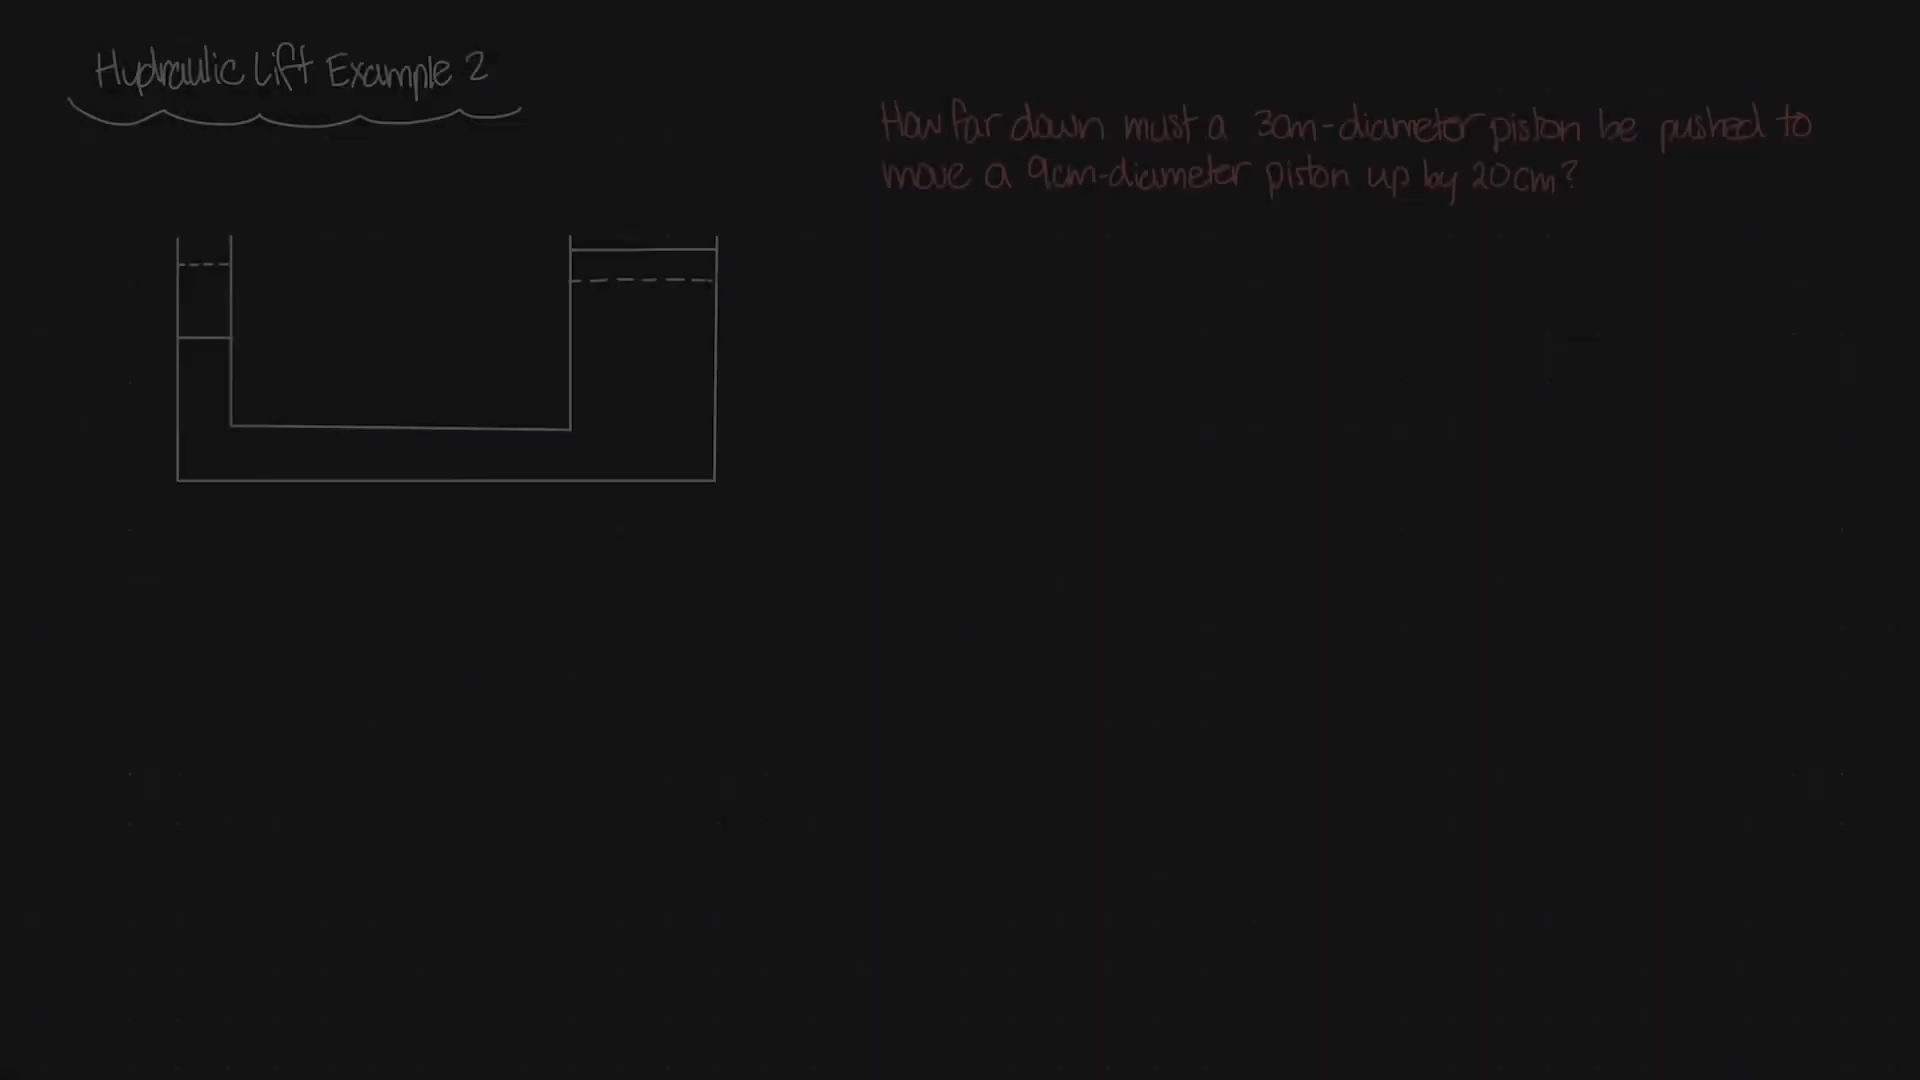 Hydraulic Lift Example 2
How far down must a 3cm-diameter piston be pushed to
move a 9cm-diameter piston up by 20cm?